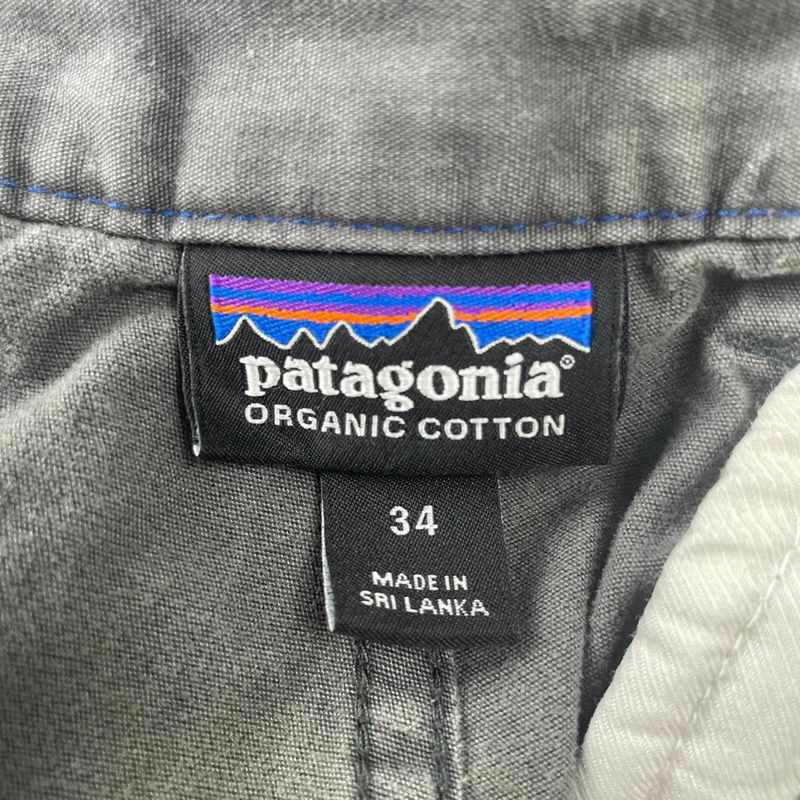 patagonia®
ORGANIC COTTON
34
MADE IN
SRI LANKA